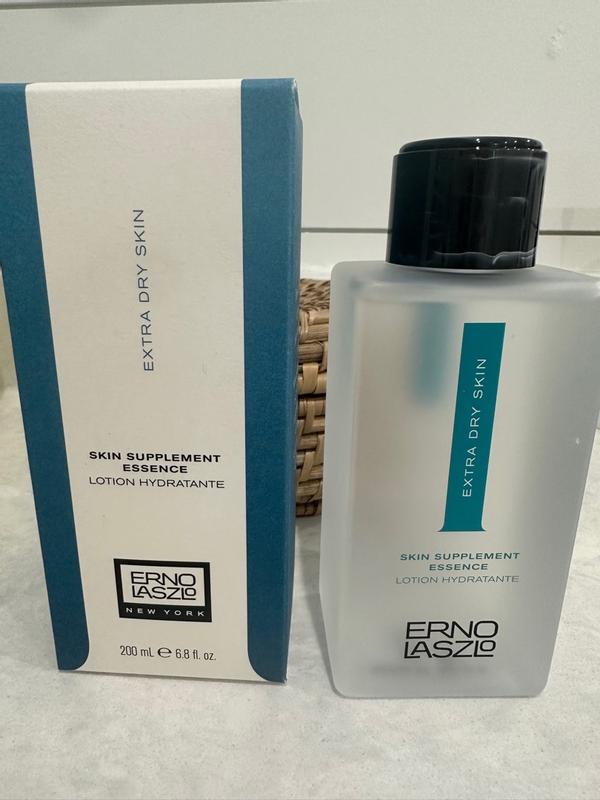 EXTRA DRY SKIN
SKIN SUPPLEMENT
ESSENCE
LOTION HYDRATANTE
ERNO
LASZLO
NEW YORK
200 mL ℮ 6.8 fl. oz.
EXTRA DRY SKIN
SKIN SUPPLEMENT
ESSENCE
LOTION HYDRATANTE
ERNO
LASZLO